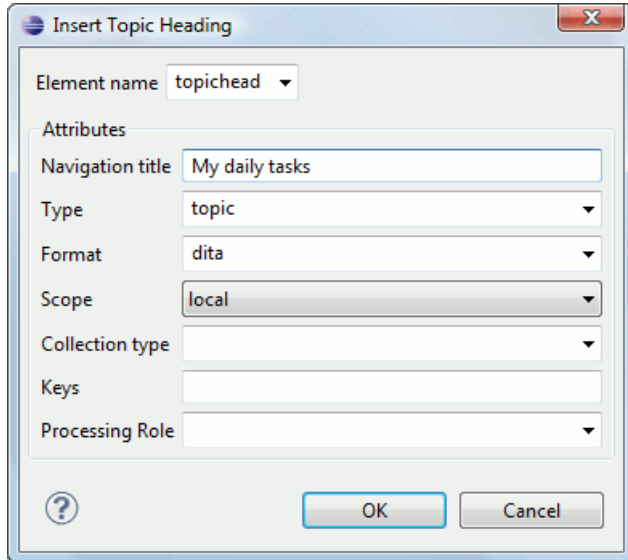 Insert Topic Heading
Element name topichead
Attributes
Navigation title My daily tasks
Type topic
Format dita
Scope local
Collection type
Keys
Processing Role
? OK Cancel